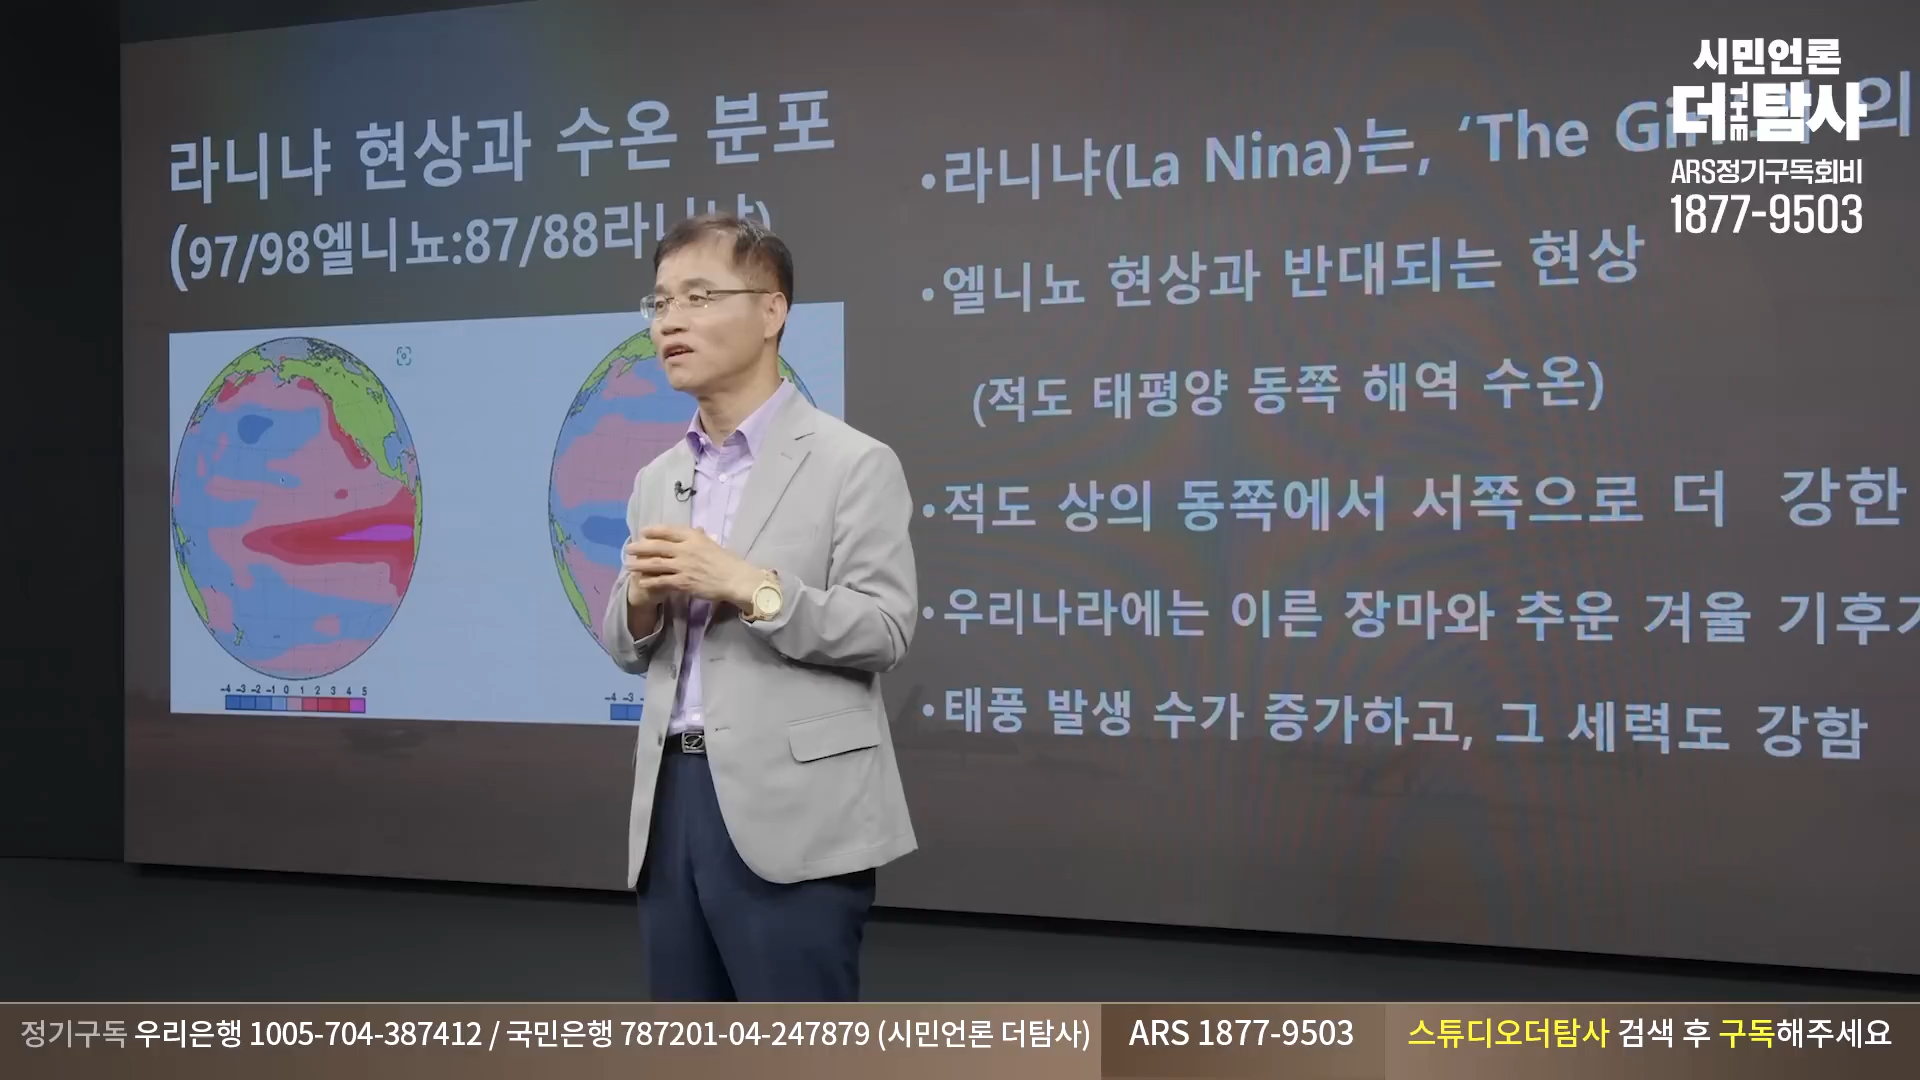 라니냐 현상과 수온 분포
(97/98엘니뇨:87/88라니냐)
-4 -3 -2 -1 0 1 2 3 4 5
-4 -3
•라니냐(La Nina)는, ‘The 의
•엘니뇨 현상과 반대되는 현상
(적도 태평양 동쪽 해역 수온)
•적도 상의 동쪽에서 서쪽으로 더 강한
•우리나라에는 이른 장마와 추운 겨울
•태풍 발생 수가 증가하고, 그 세력도 강함
시민언론
더탐사
ARS정기구독회비
1877-9503
정기구독 우리은행 1005-704-387412 / 국민은행 787201-04-247879 (시민언론 더탐사)
ARS 1877-9503
스튜디오더탐사 검색 후 구독해주세요